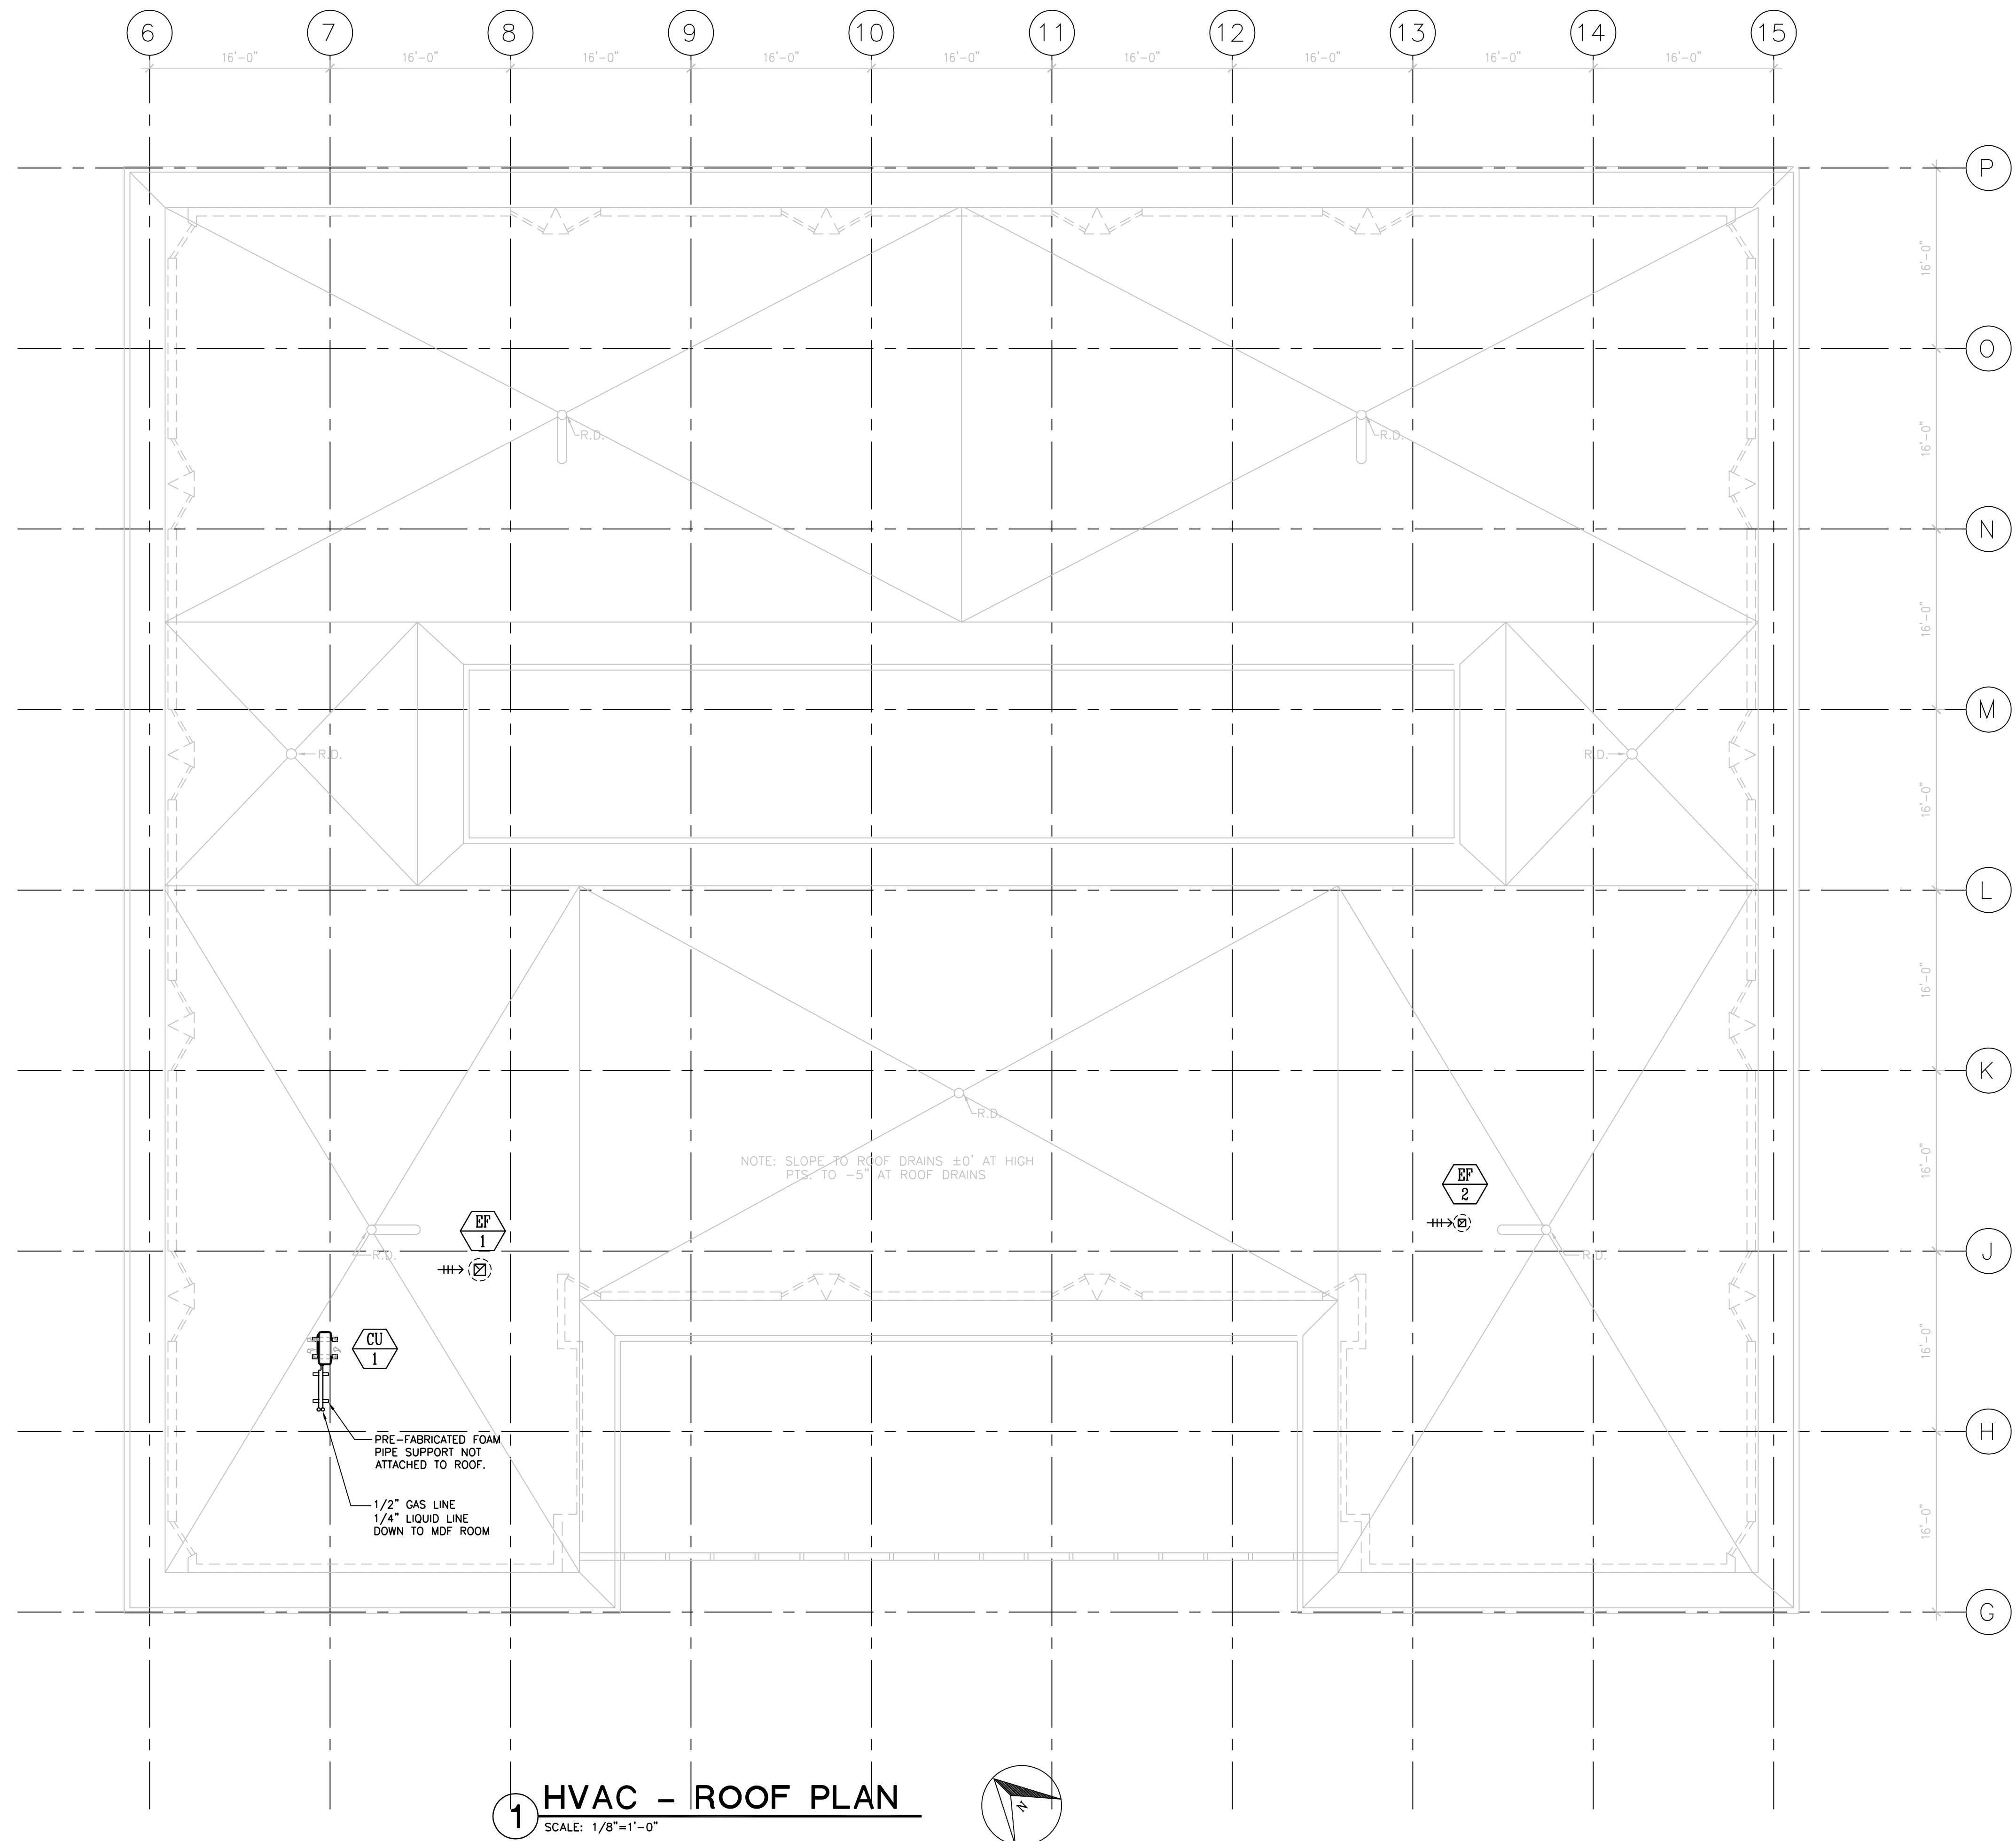 6 7 8 9 10 11 12 13 14 15
16'-0" 16'-0" 16'-0" 16'-0" 16'-0" 16'-0" 16'-0" 16'-0" 16'-0"
P
16'-0"
O
R.D. R.D.
16'-0"
N
16'-0"
M
R.D. R.D.
16'-0"
L
16'-0"
K
R.D.
NOTE: SLOPE TO ROOF DRAINS ±0' AT HIGH
PTS. TO -5" AT ROOF DRAINS
16'-0"
EF
2
EF
1
R.D. R.D.
J
CU
1
16'-0"
H
PRE-FABRICATED FOAM
PIPE SUPPORT NOT
ATTACHED TO ROOF.
1/2" GAS LINE
1/4" LIQUID LINE
DOWN TO MDF ROOM
16'-0"
G
1 HVAC - ROOF PLAN
SCALE: 1/8"=1'-0"
N